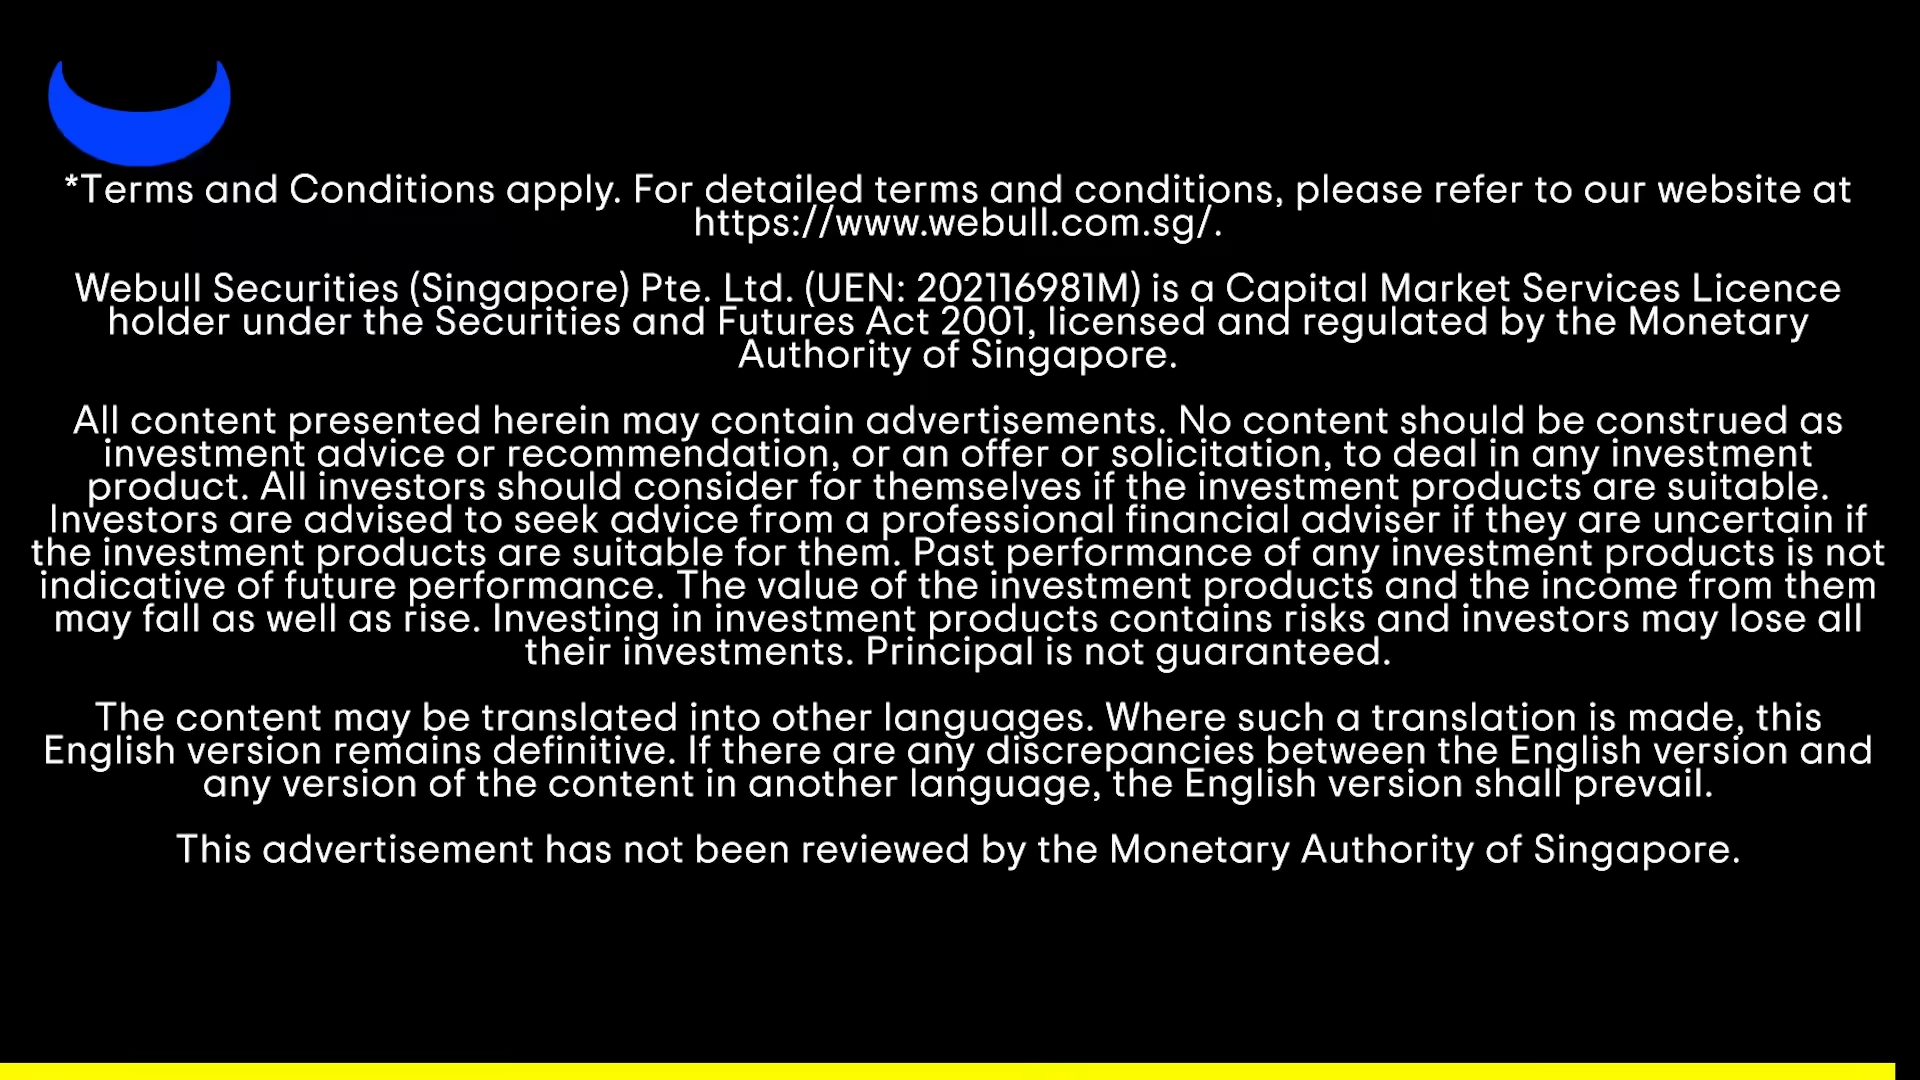 *Terms and Conditions apply. For detailed terms and conditions, please refer to our website at
https://www.webull.com.sg/.
Webull Securities (Singapore) Pte. Ltd. (UEN: 202116981M) is a Capital Market Services Licence
holder under the Securities and Futures Act 2001, licensed and regulated by the Monetary
Authority of Singapore.
All content presented herein may contain advertisements. No content should be construed as
investment advice or recommendation, or an offer or solicitation, to deal in any investment
product. All investors should consider for themselves if the investment products are suitable.
Investors are advised to seek advice from a professional financial adviser if they are uncertain if
the investment products are suitable for them. Past performance of any investment products is not
indicative of future performance. The value of the investment products and the income from them
may fall as well as rise. Investing in investment products contains risks and investors may lose all
their investments. Principal is not guaranteed.
The content may be translated into other languages. Where such a translation is made, this
English version remains definitive. If there are any discrepancies between the English version and
any version of the content in another language, the English version shall prevail.
This advertisement has not been reviewed by the Monetary Authority of Singapore.